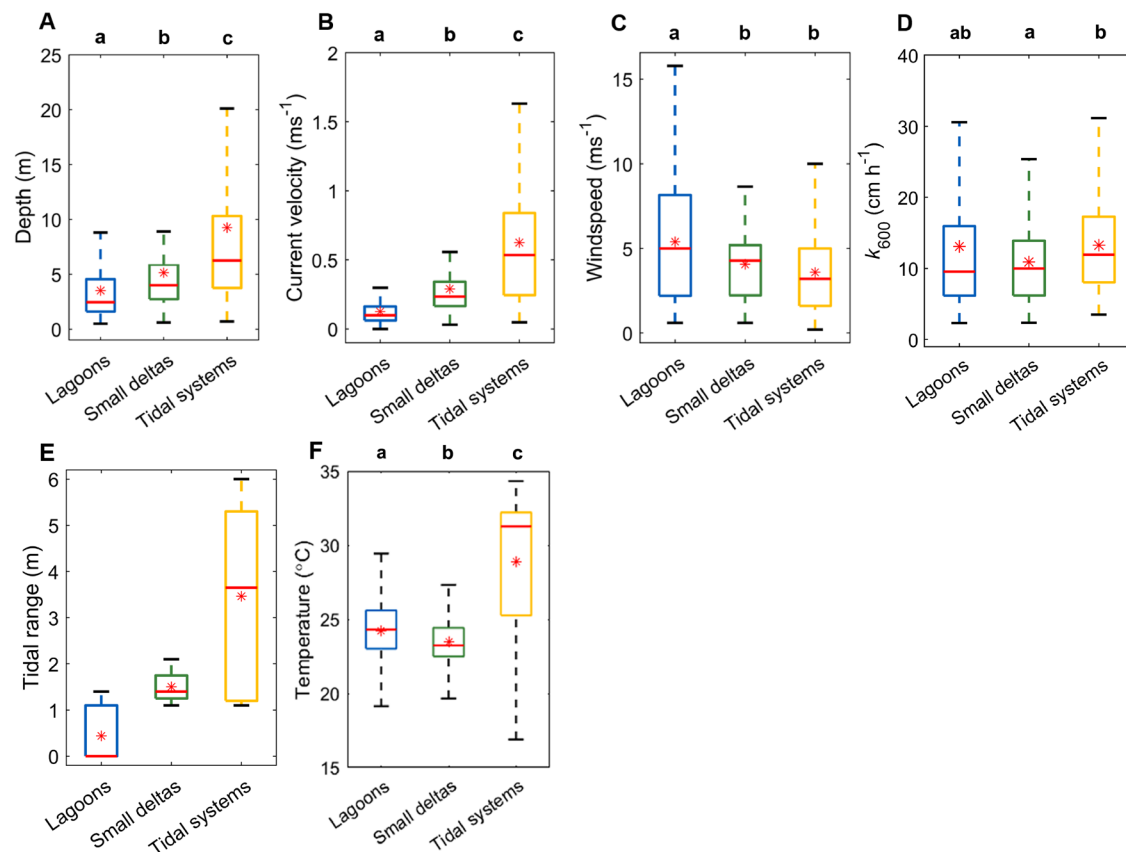 A
a b c
Depth (m)
25
20
15
10
5
0
Lagoons
Small deltas
Tidal systems
B
a b c
Current velocity (ms⁻¹)
2
1.5
1
0.5
0
Lagoons
Small deltas
Tidal systems
C
a b b
Windspeed (ms⁻¹)
15
10
5
0
Lagoons
Small deltas
Tidal systems
D
ab a b
k₆₀₀ (cm h⁻¹)
40
30
20
10
0
Lagoons
Small deltas
Tidal systems
E
Tidal range (m)
6
5
4
3
2
1
0
Lagoons
Small deltas
Tidal systems
F
a b c
Temperature (°C)
35
30
25
20
15
Lagoons
Small deltas
Tidal systems